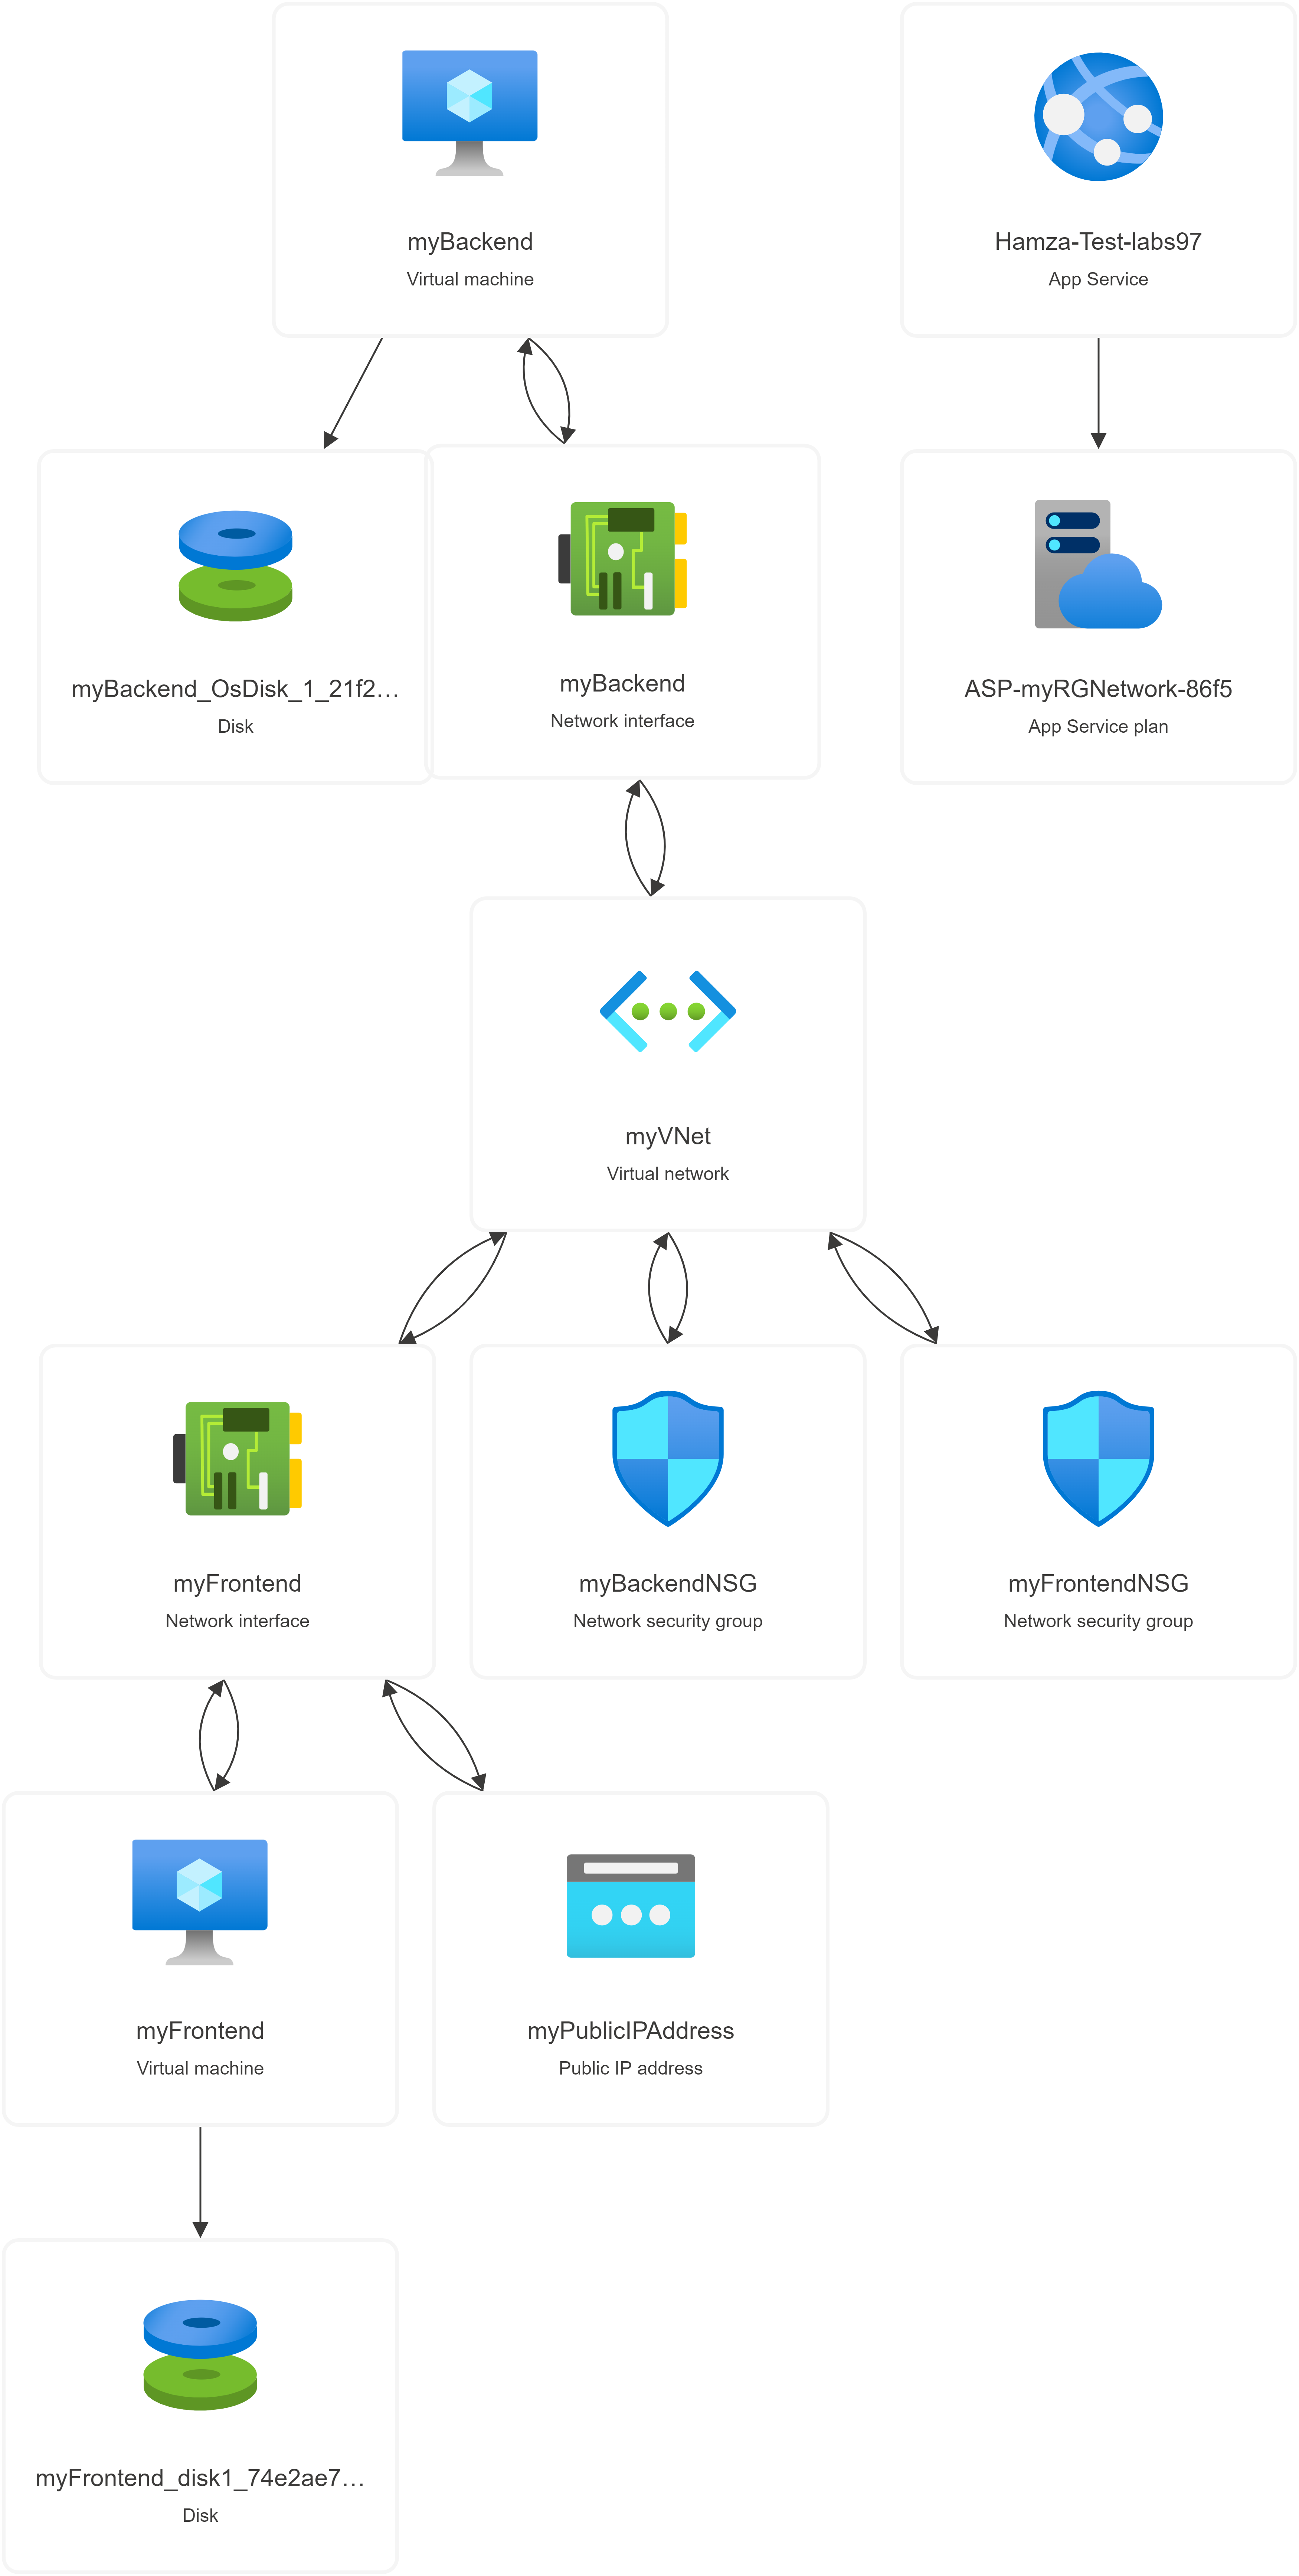 myBackend
Virtual machine
Hamza-Test-labs97
App Service
myBackend_OsDisk_1_21f2…
Disk
myBackend
Network interface
ASP-myRGNetwork-86f5
App Service plan
myVNet
Virtual network
myFrontend
Network interface
myBackendNSG
Network security group
myFrontendNSG
Network security group
myFrontend
Virtual machine
myPublicIPAddress
Public IP address
myFrontend_disk1_74e2ae7…
Disk